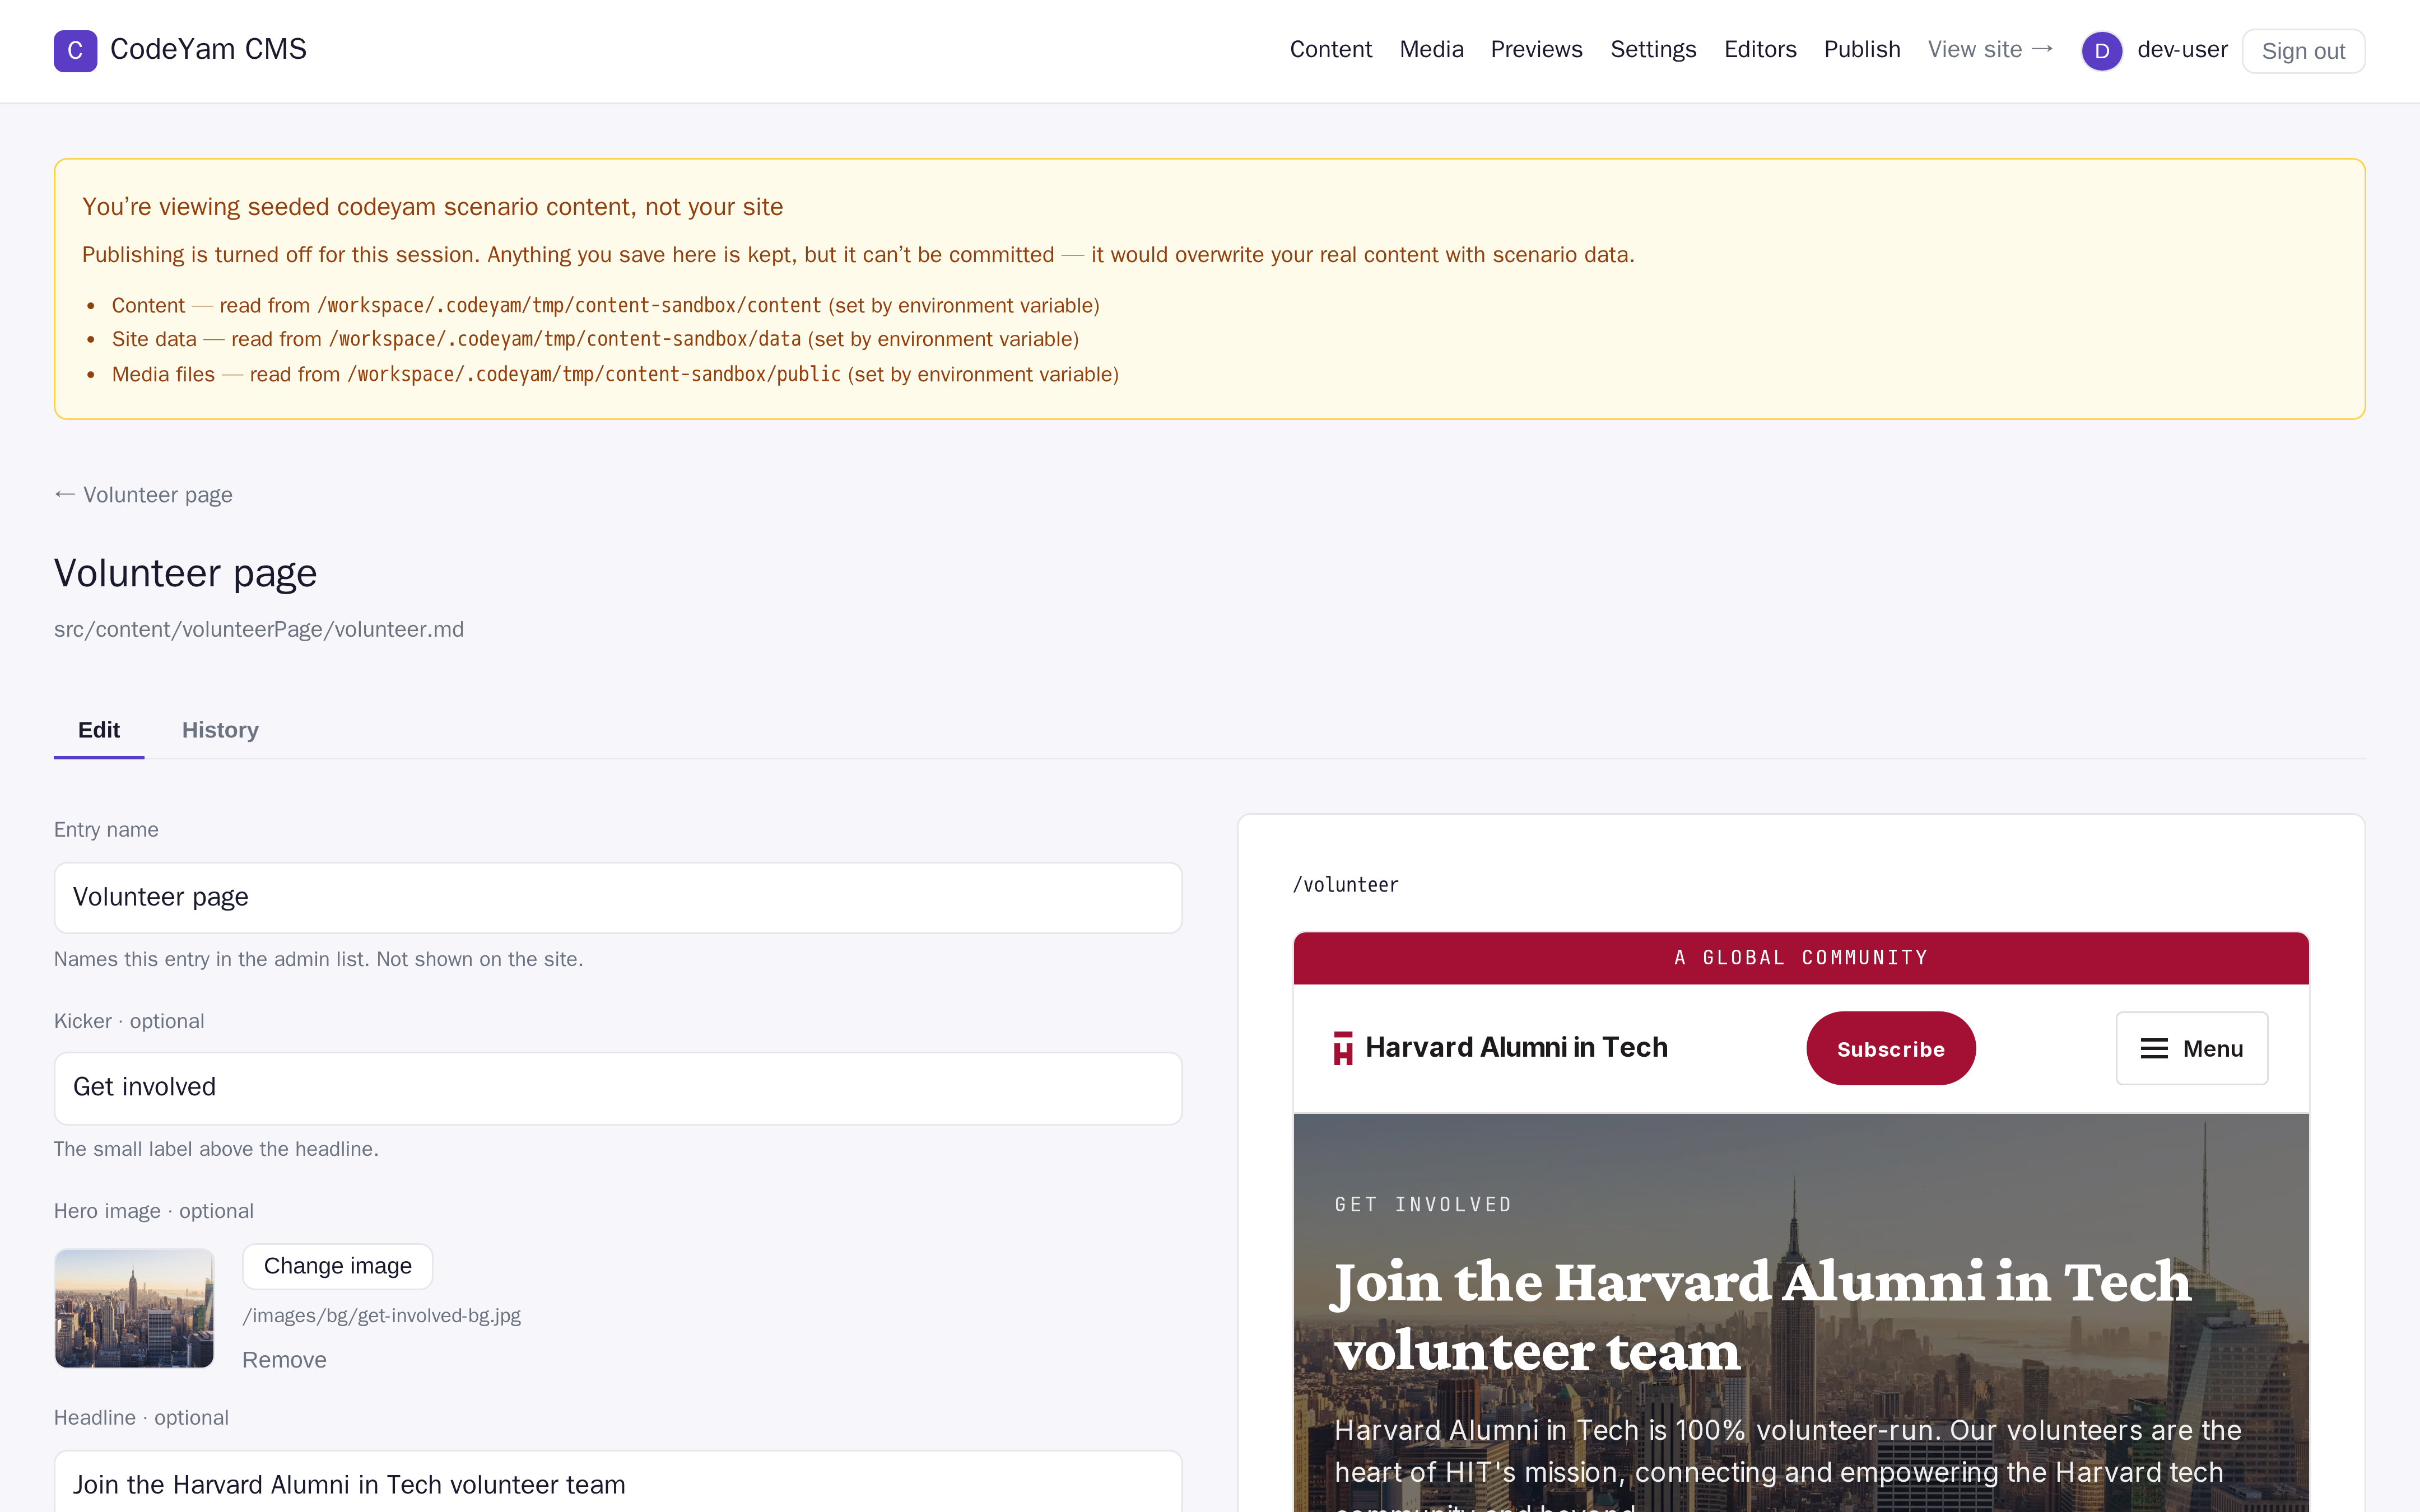 C CodeYam CMS
Content Media Previews Settings Editors Publish View site → D dev-user Sign out
You’re viewing seeded codeyam scenario content, not your site
Publishing is turned off for this session. Anything you save here is kept, but it can’t be committed — it would overwrite your real content with scenario data.
• Content — read from /workspace/.codeyam/tmp/content-sandbox/content (set by environment variable)
• Site data — read from /workspace/.codeyam/tmp/content-sandbox/data (set by environment variable)
• Media files — read from /workspace/.codeyam/tmp/content-sandbox/public (set by environment variable)
← Volunteer page
Volunteer page
src/content/volunteerPage/volunteer.md
Edit History
Entry name
Volunteer page
Names this entry in the admin list. Not shown on the site.
Kicker · optional
Get involved
The small label above the headline.
Hero image · optional
Change image
/images/bg/get-involved-bg.jpg
Remove
Headline · optional
Join the Harvard Alumni in Tech volunteer team
/volunteer
A GLOBAL COMMUNITY
Harvard Alumni in Tech
Subscribe
Menu
GET INVOLVED
Join the Harvard Alumni in Tech
volunteer team
Harvard Alumni in Tech is 100% volunteer-run. Our volunteers are the
heart of HIT's mission, connecting and empowering the Harvard tech
community and beyond.